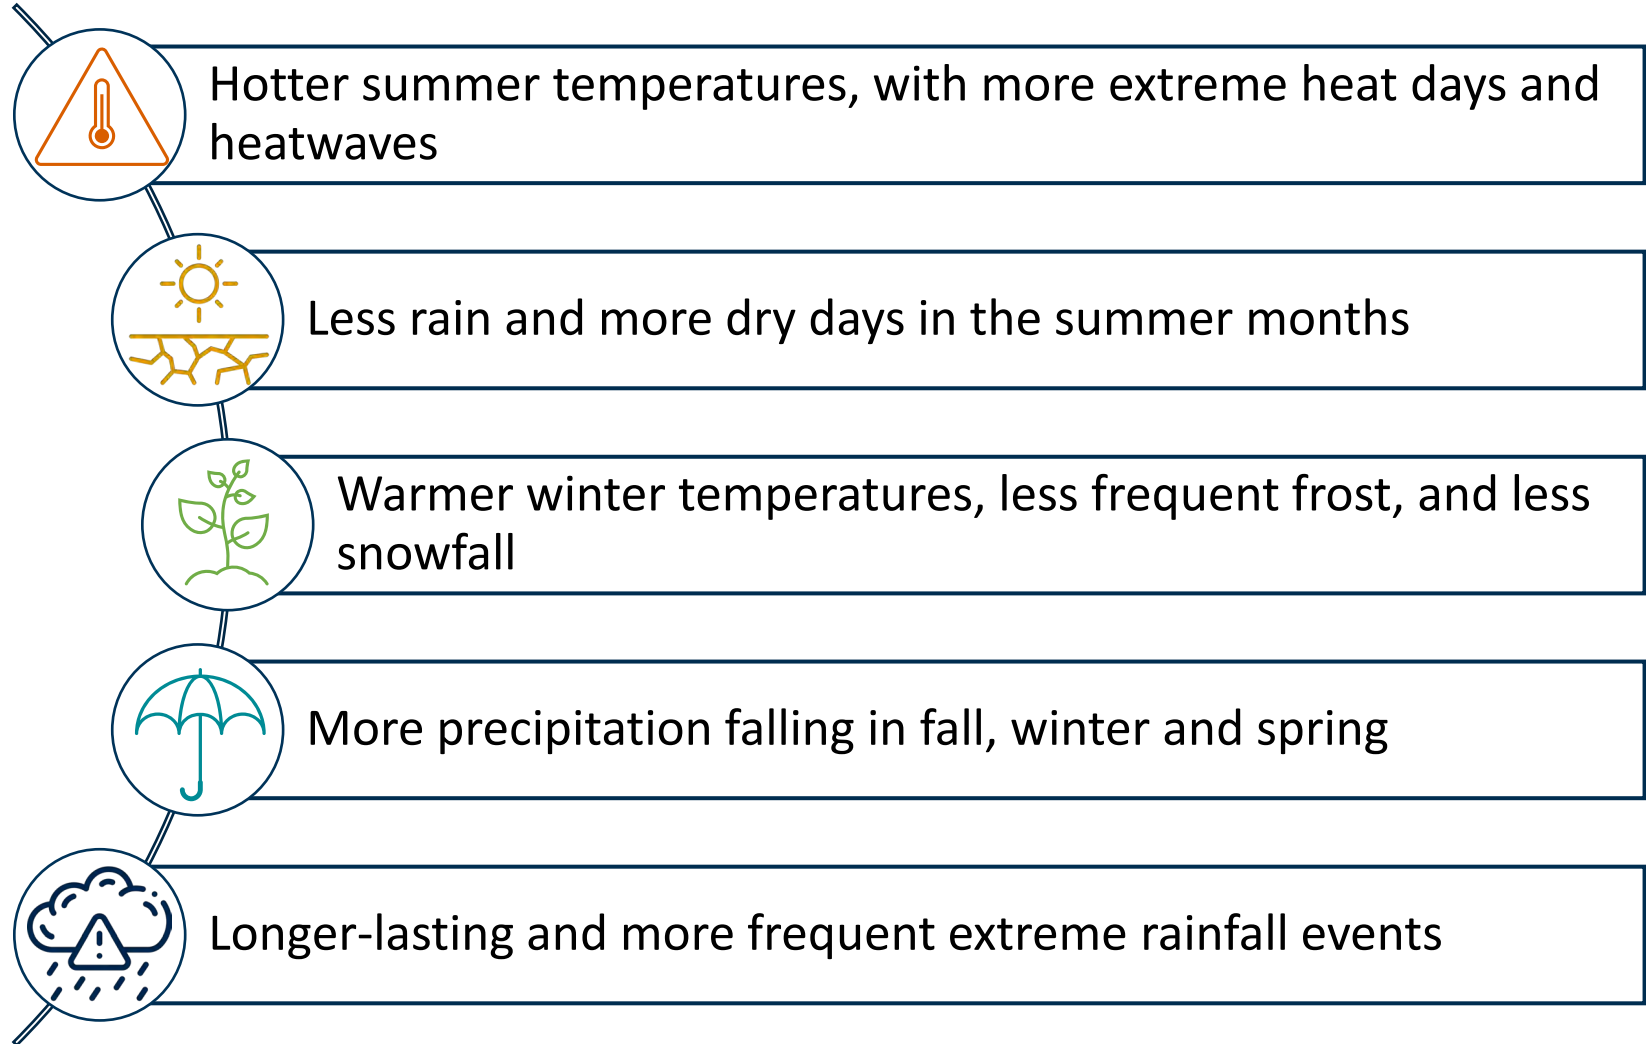 Hotter summer temperatures, with more extreme heat days and
heatwaves
Less rain and more dry days in the summer months
Warmer winter temperatures, less frequent frost, and less
snowfall
More precipitation falling in fall, winter and spring
Longer-lasting and more frequent extreme rainfall events